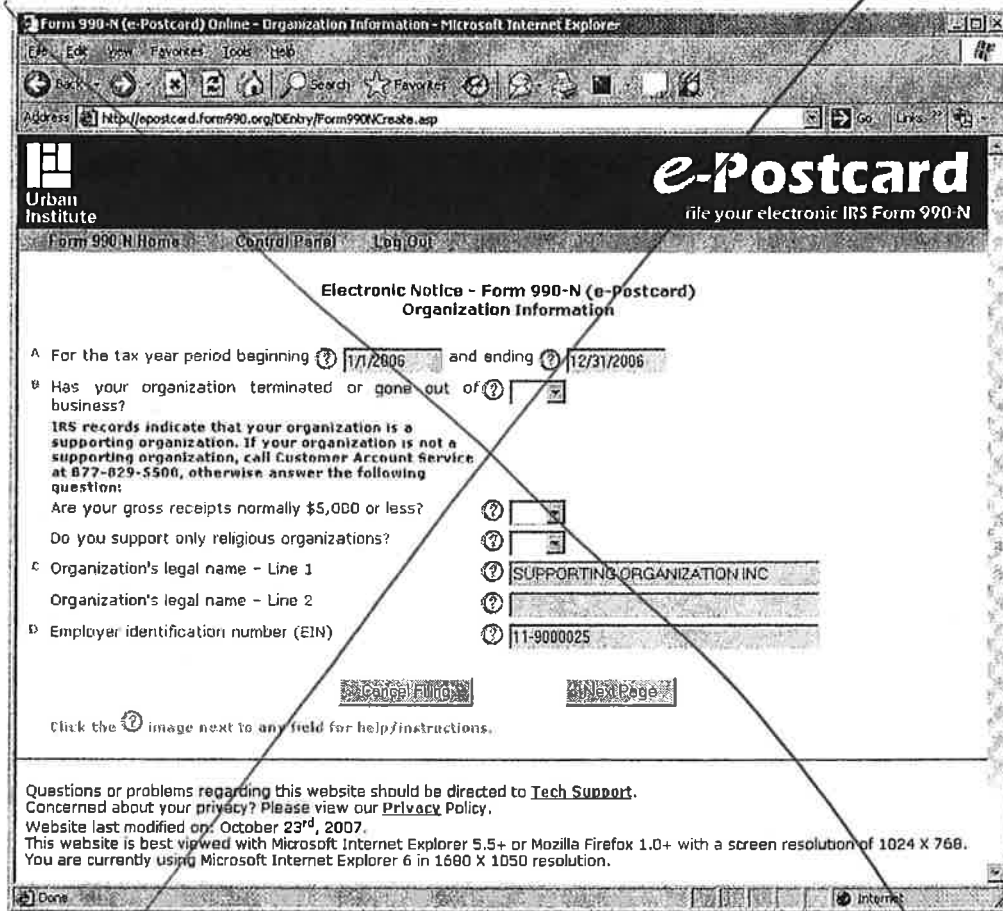 Form 990-N (e-Postcard) Online - Organization Information - Microsoft Internet Explorer
File Edit View Favorites Tools Help
Back Search Favorites
Address http://epostcard.form990.org/DEntry/Form990NCreate.asp Go Links »
Urban
Institute
e-Postcard
file your electronic IRS Form 990-N
Form 990-N Home Control Panel Log Out
Electronic Notice - Form 990-N (e-Postcard)
Organization Information
A For the tax year period beginning ? 1/1/2006 and ending ? 12/31/2006
B Has your organization terminated or gone out of ?
business?
IRS records indicate that your organization is a
supporting organization. If your organization is not a
supporting organization, call Customer Account Service
at 877-829-5500, otherwise answer the following
question:
Are your gross receipts normally $5,000 or less? ?
Do you support only religious organizations? ?
C Organization's legal name - Line 1 ? SUPPORTING ORGANIZATION INC
Organization's legal name - Line 2 ?
D Employer identification number (EIN) ? 11-9000025
Cancel Filing Next Page
Click the ? image next to any field for help/instructions.
Questions or problems regarding this website should be directed to Tech Support.
Concerned about your privacy? Please view our Privacy Policy.
Website last modified on: October 23rd, 2007.
This website is best viewed with Microsoft Internet Explorer 5.5+ or Mozilla Firefox 1.0+ with a screen resolution of 1024 X 768.
You are currently using Microsoft Internet Explorer 6 in 1680 X 1050 resolution.
Done Internet